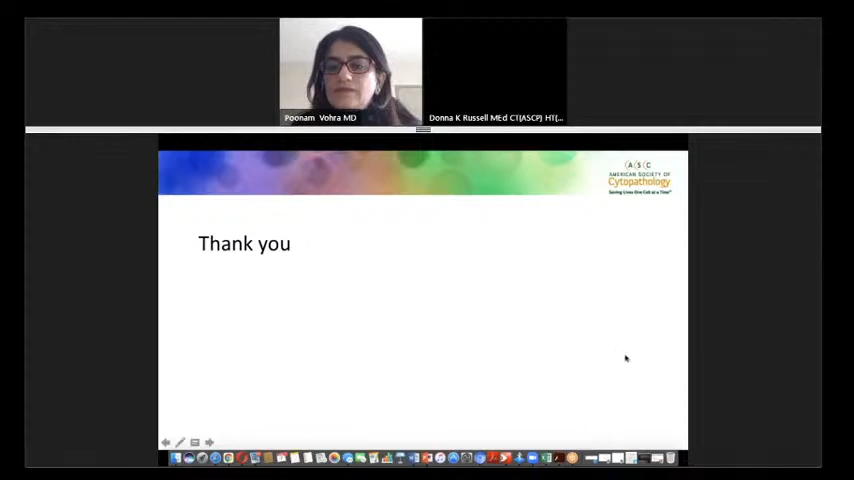 Poonam Vohra MD
Donna K Russell MEd CT(ASCP) HT(...
ASC
AMERICAN SOCIETY OF
Cytopathology
Saving Lives One Cell at a Time™
Thank you